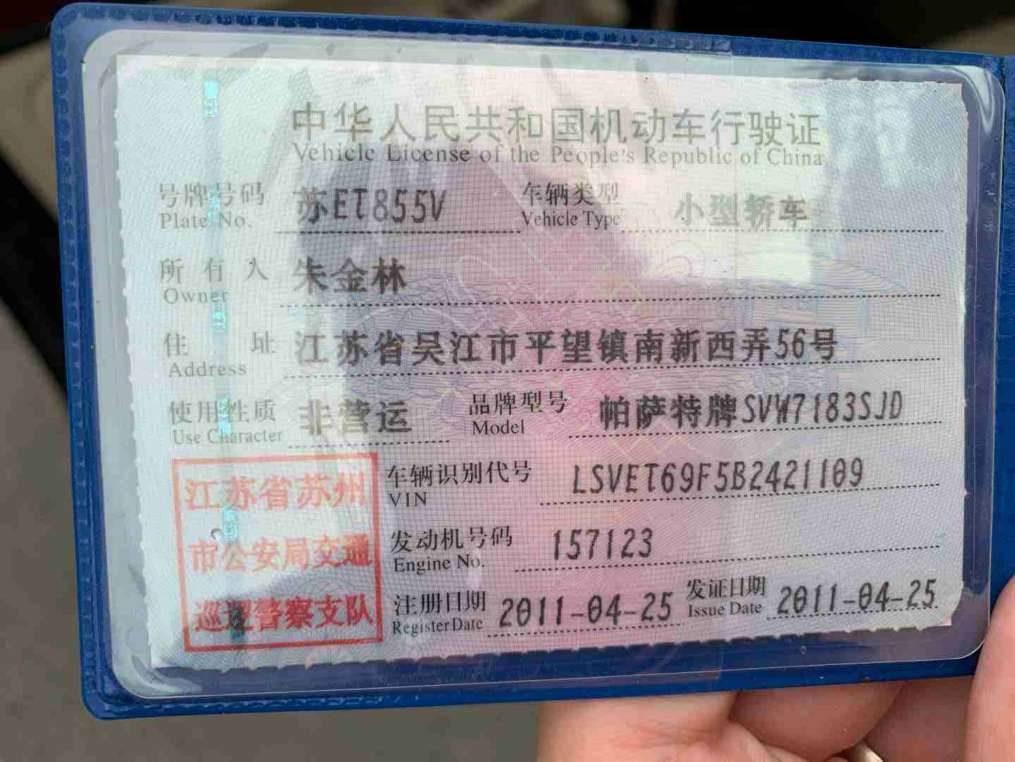 中华人民共和国机动车行驶证
Vehicle License of the People's Republic of China
号牌号码 苏ET855V 车辆类型 小型轿车
Plate No. Vehicle Type
所有人 朱金林
Owner
住址 江苏省吴江市平望镇南新西弄56号
Address
使用性质 非营运 品牌型号 帕萨特牌SVW7183SJD
Use Character Model
江苏省苏州
市公安局交通
巡逻警察支队
车辆识别代号 LSVET69F5B2421109
VIN
发动机号码 157123
Engine No.
注册日期 2011-04-25 发证日期 2011-04-25
Register Date Issue Date